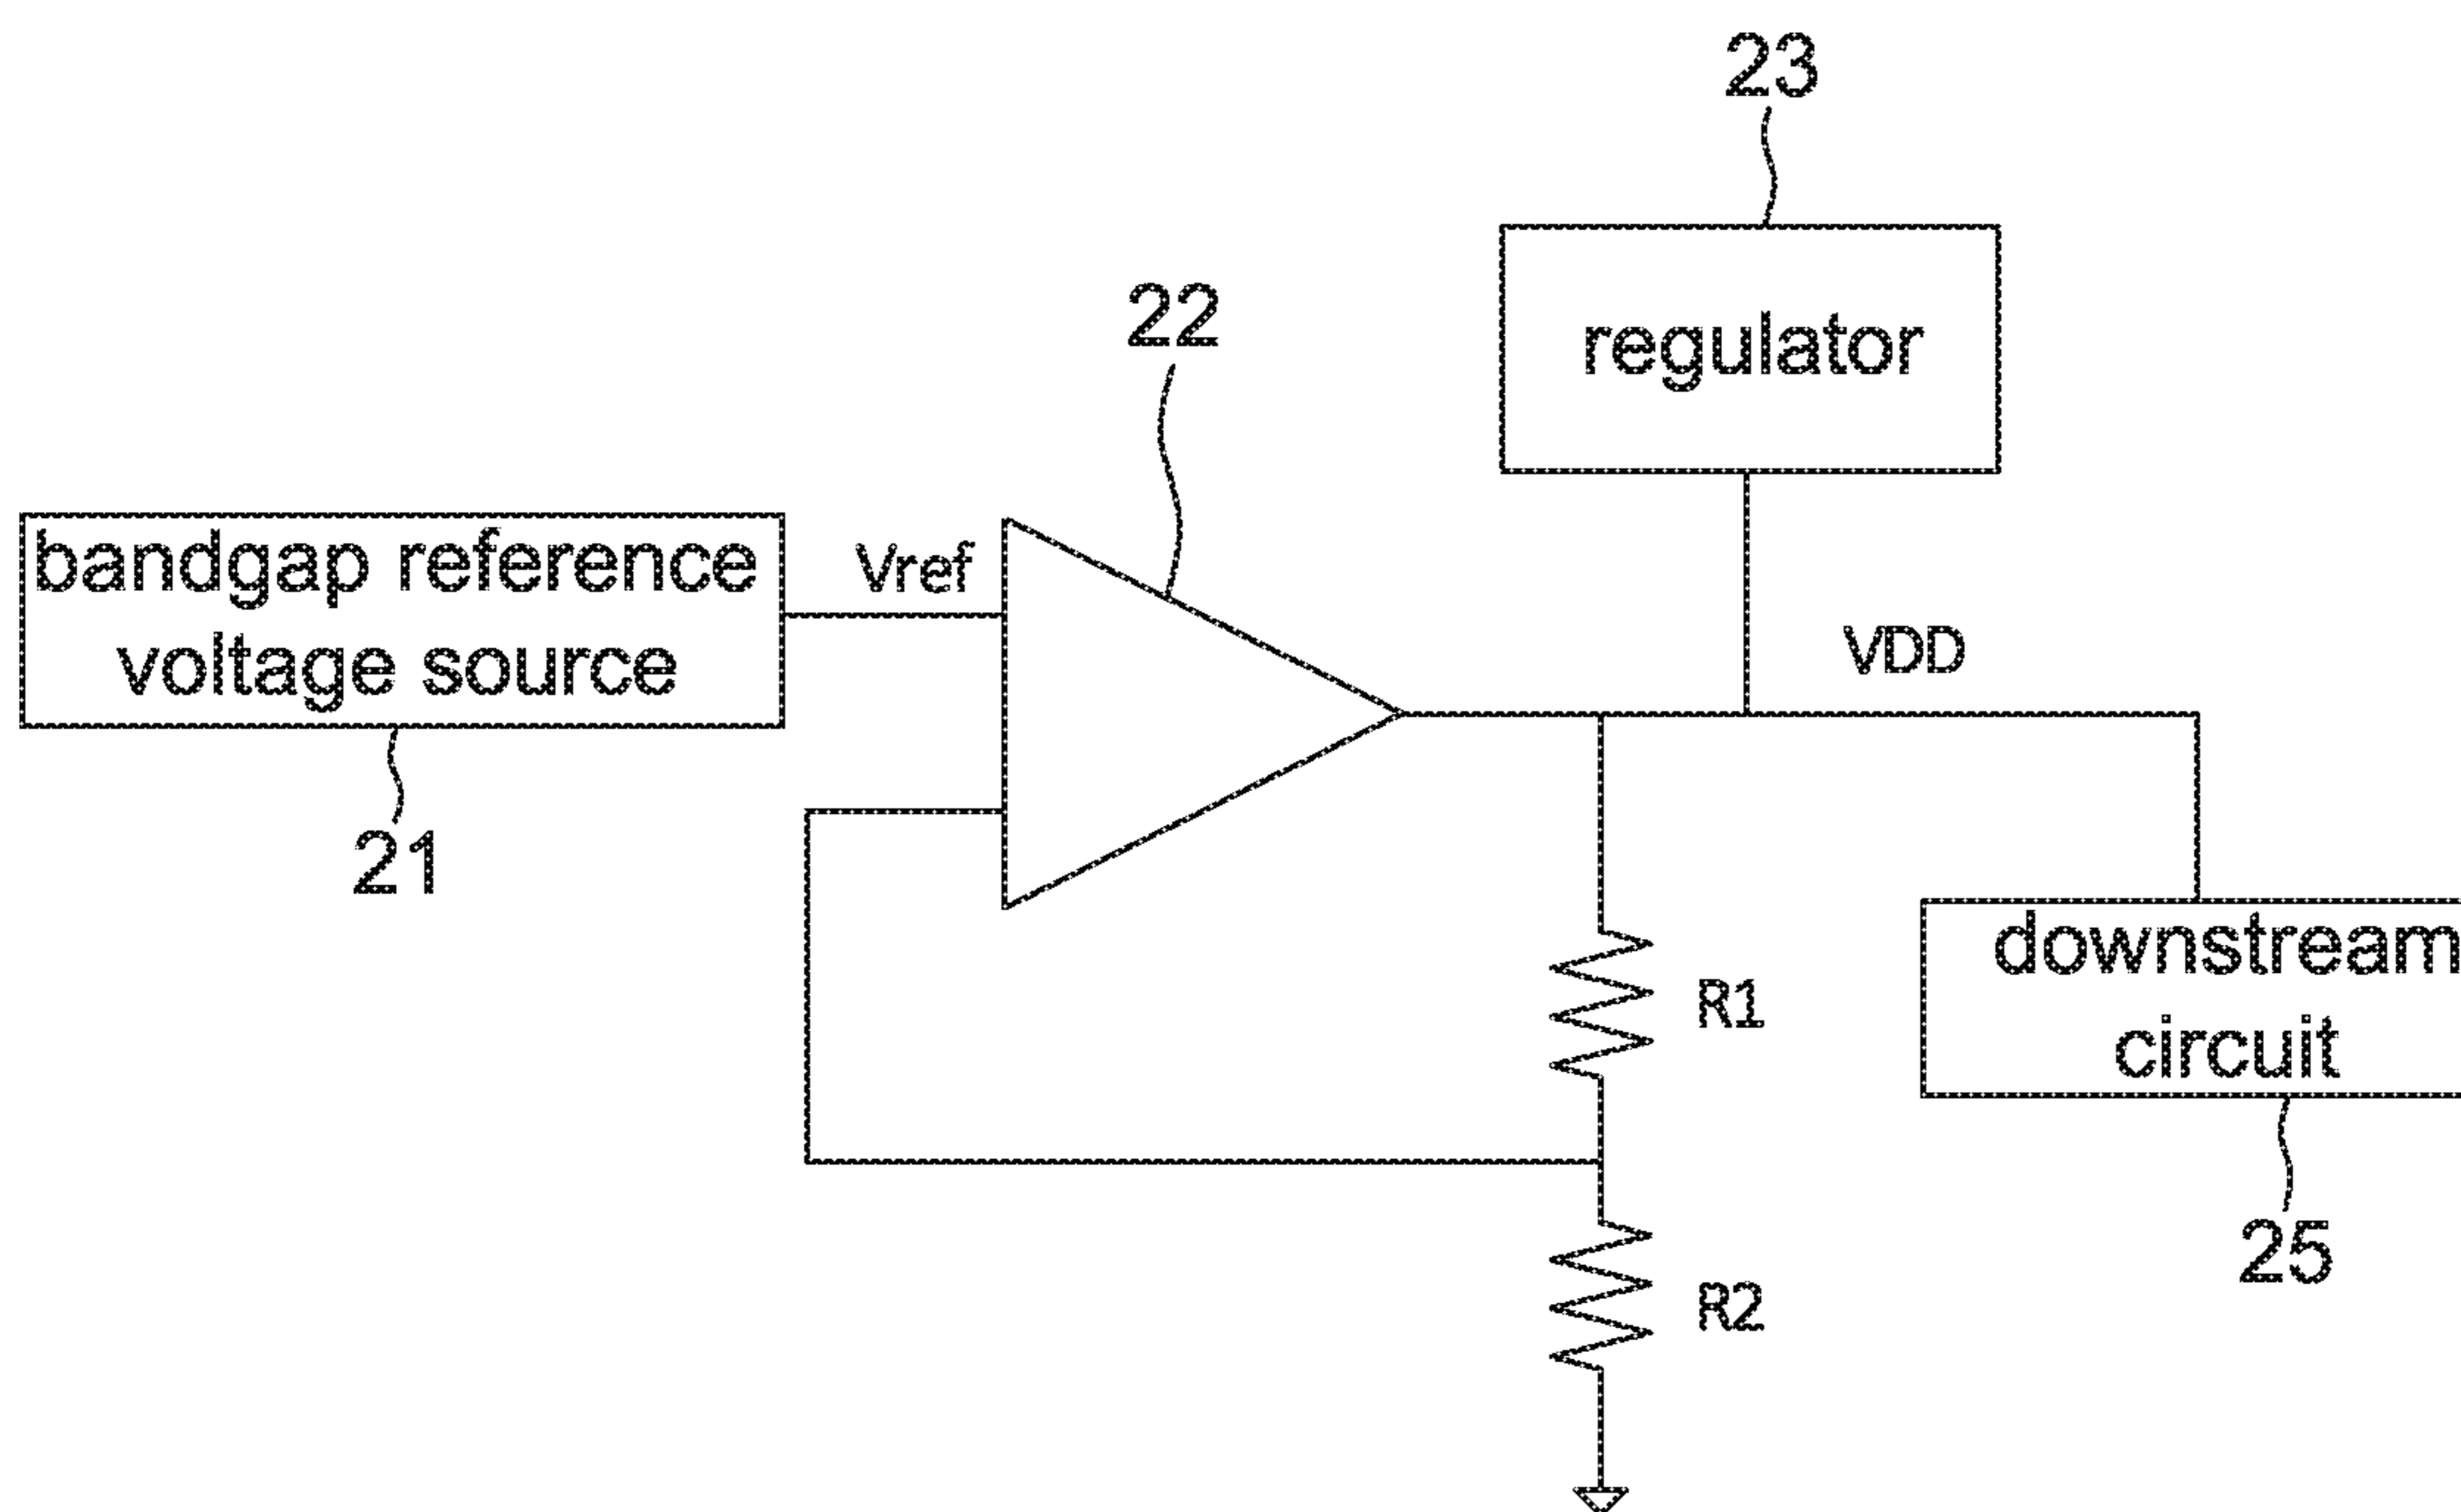 23
22
regulator
bandgap reference
voltage source
Vref
VDD
21
downstream
circuit
R1
25
R2